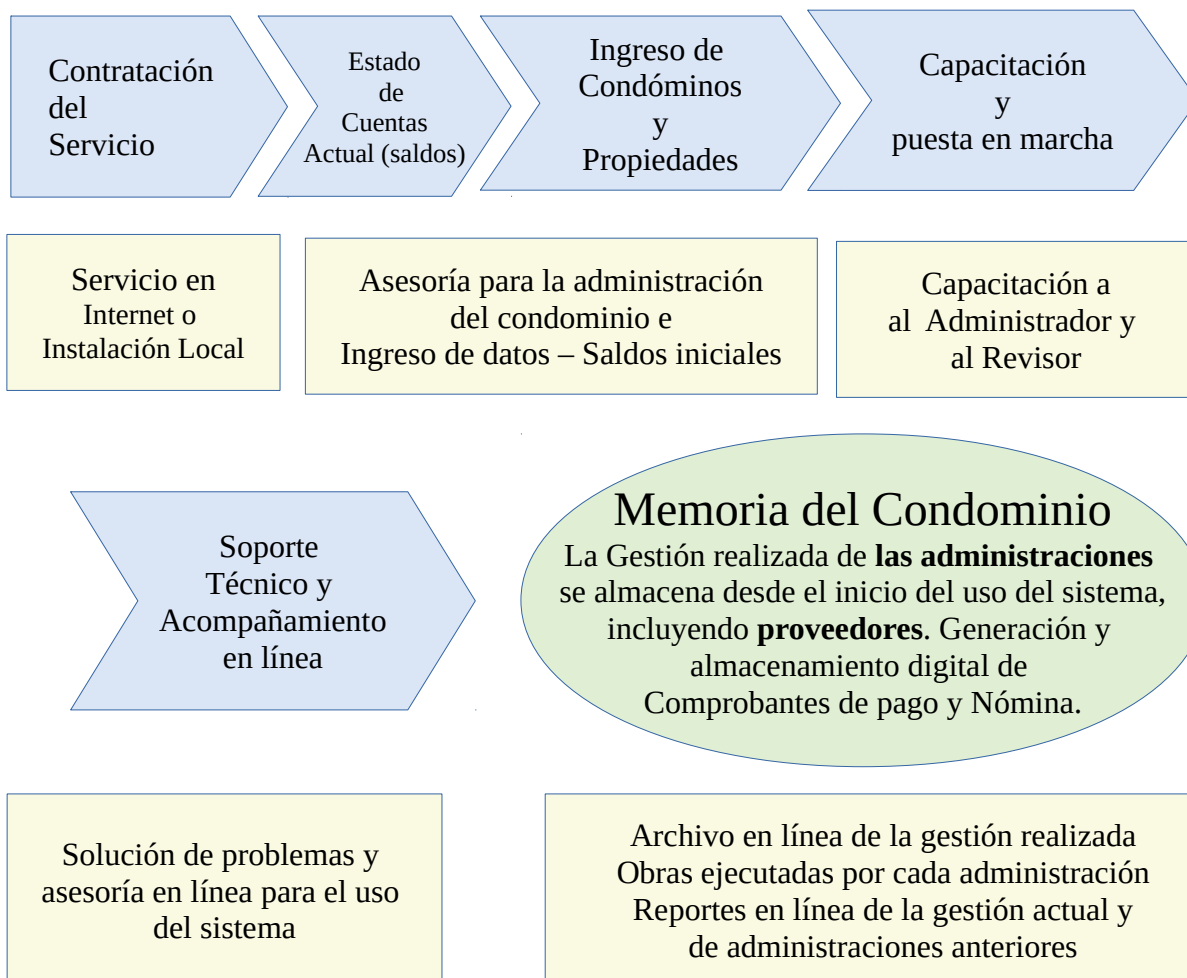 Contratación
del
Servicio
Estado
de
Cuentas
Actual (saldos)
Ingreso de
Condóminos
y
Propiedades
Capacitación
y
puesta en marcha
Servicio en
Internet o
Instalación Local
Asesoría para la administración
del condominio e
Ingreso de datos – Saldos iniciales
Capacitación a
al Administrador y
al Revisor
Soporte
Técnico y
Acompañamiento
en línea
Memoria del Condominio
La Gestión realizada de las administraciones
se almacena desde el inicio del uso del sistema,
incluyendo proveedores. Generación y
almacenamiento digital de
Comprobantes de pago y Nómina.
Solución de problemas y
asesoría en línea para el uso
del sistema
Archivo en línea de la gestión realizada
Obras ejecutadas por cada administración
Reportes en línea de la gestión actual y
de administraciones anteriores